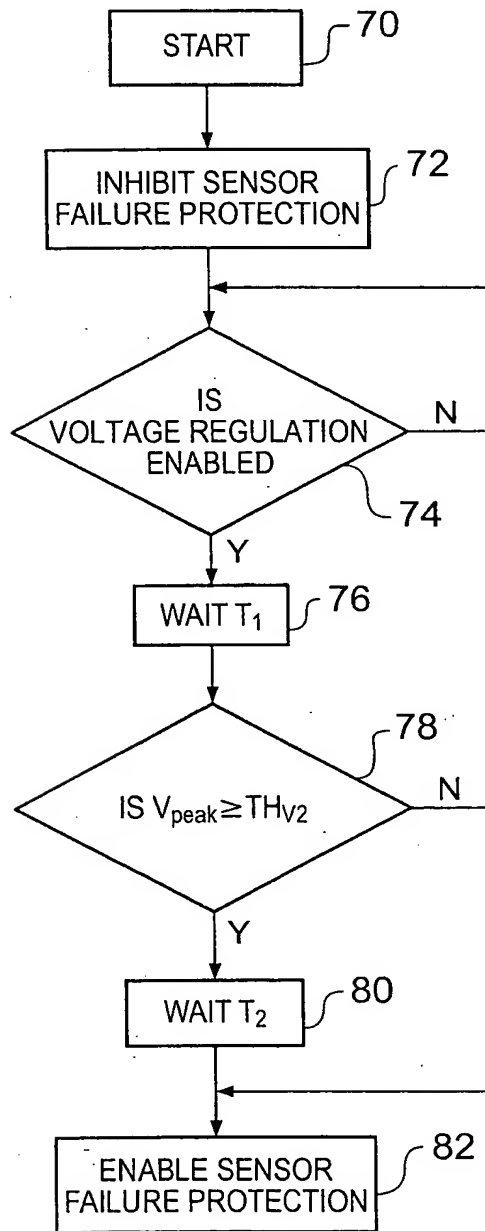 START
70
INHIBIT SENSOR
FAILURE PROTECTION
72
IS
VOLTAGE REGULATION
ENABLED
N
74
Y
WAIT T₁
76
78
IS Vpeak ≥ THV2
N
Y
WAIT T₂
80
ENABLE SENSOR
FAILURE PROTECTION
82